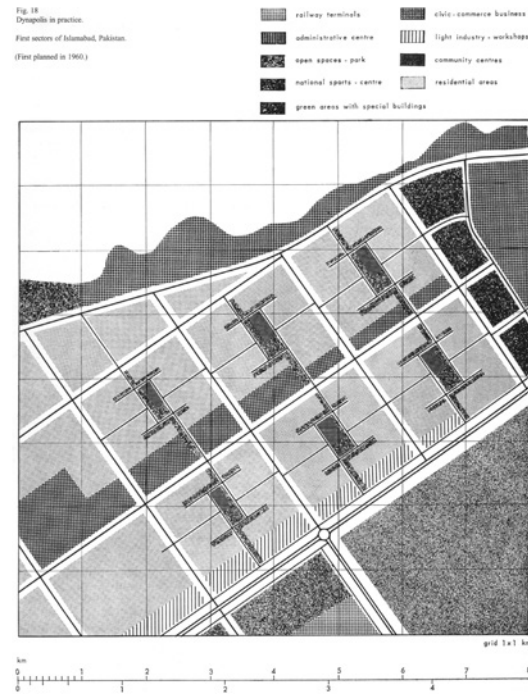 Fig. 18
Dynapolis in practice.
First sectors of Islamabad, Pakistan.
(First planned in 1960.)
railway terminals
administrative centre
open spaces - park
national sports - centre
green areas with special buildings
civic - commerce business
light industry - workshops
community centres
residential areas
grid 1x1 km
km
0 1 2 3 4 5 6 7 8
0 1 2 3 4